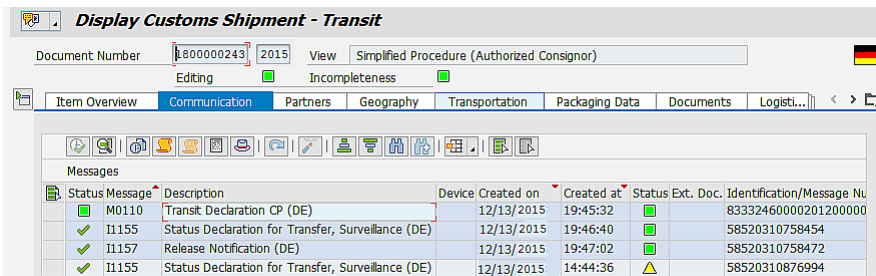 Display Customs Shipment - Transit
Document Number 1800000243 2015 View Simplified Procedure (Authorized Consignor)
Editing Incompleteness
Item Overview Communication Partners Geography Transportation Packaging Data Documents Logisti...
Messages
Status Message Description Device Created on Created at Status Ext. Doc. Identification/Message Nu
M0110 Transit Declaration CP (DE) 12/13/2015 19:45:32 83332460000201200000
I1155 Status Declaration for Transfer, Surveillance (DE) 12/13/2015 19:46:40 58520310758454
I1157 Release Notification (DE) 12/13/2015 19:47:02 58520310758472
I1155 Status Declaration for Transfer, Surveillance (DE) 12/13/2015 14:44:36 58520310876994